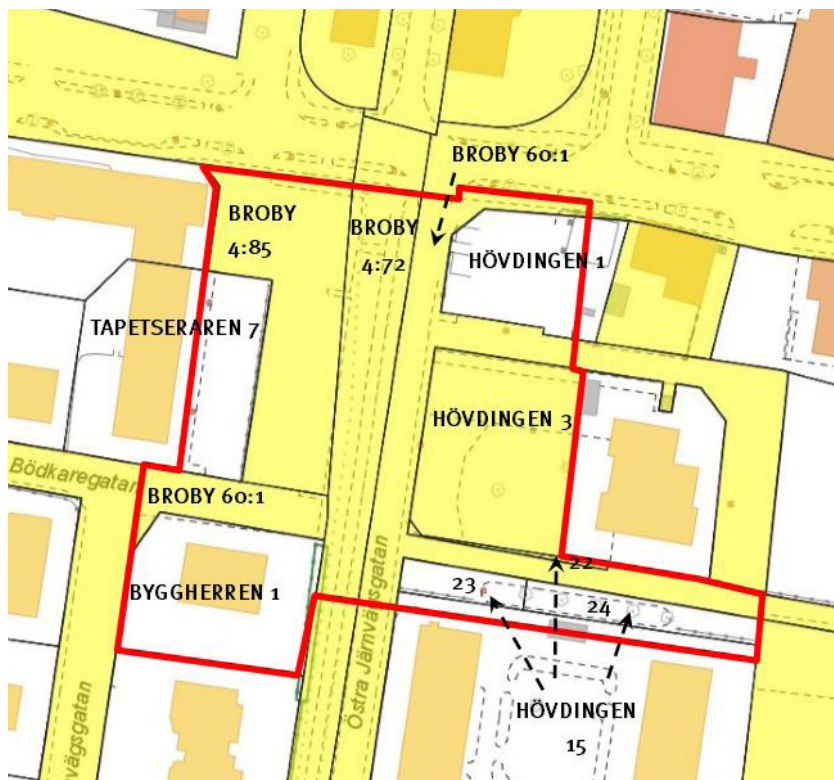 BROBY 60:1
BROBY
4:85
BROBY
4:72
HÖVDINGEN 1
TAPETSERAREN 7
HÖVDINGEN 3
Bödkaregatan
BROBY 60:1
22
BYGGHERREN 1
23
24
Östra Järnvägsgatan
HÖVDINGEN
15
nvägsgatan